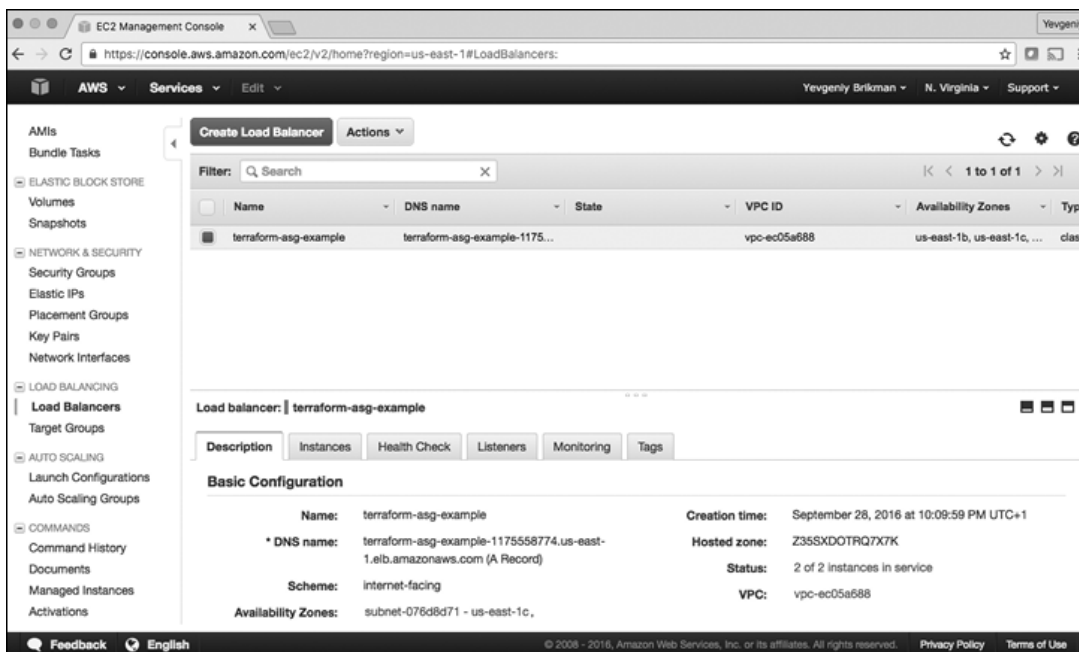 EC2 Management Console
Yevgeni
https://console.aws.amazon.com/ec2/v2/home?region=us-east-1#LoadBalancers:
AWS Services Edit Yevgeniy Brikman N. Virginia Support
AMIs
Bundle Tasks
ELASTIC BLOCK STORE
Volumes
Snapshots
NETWORK & SECURITY
Security Groups
Elastic IPs
Placement Groups
Key Pairs
Network Interfaces
LOAD BALANCING
Load Balancers
Target Groups
AUTO SCALING
Launch Configurations
Auto Scaling Groups
COMMANDS
Command History
Documents
Managed Instances
Activations
Create Load Balancer Actions
Filter: Search 1 to 1 of 1
Name DNS name State VPC ID Availability Zones Typ
terraform-asg-example terraform-asg-example-1175... vpc-ec05a688 us-east-1b, us-east-1c, ... clas
Load balancer: terraform-asg-example
Description Instances Health Check Listeners Monitoring Tags
Basic Configuration
Name: terraform-asg-example
* DNS name: terraform-asg-example-1175558774.us-east-
1.elb.amazonaws.com (A Record)
Scheme: internet-facing
Availability Zones: subnet-076d8d71 - us-east-1c,
Creation time: September 28, 2016 at 10:09:59 PM UTC+1
Hosted zone: Z35SXDOTRQ7X7K
Status: 2 of 2 instances in service
VPC: vpc-ec05a688
Feedback English © 2008 - 2016, Amazon Web Services, Inc. or its affiliates. All rights reserved. Privacy Policy Terms of Use